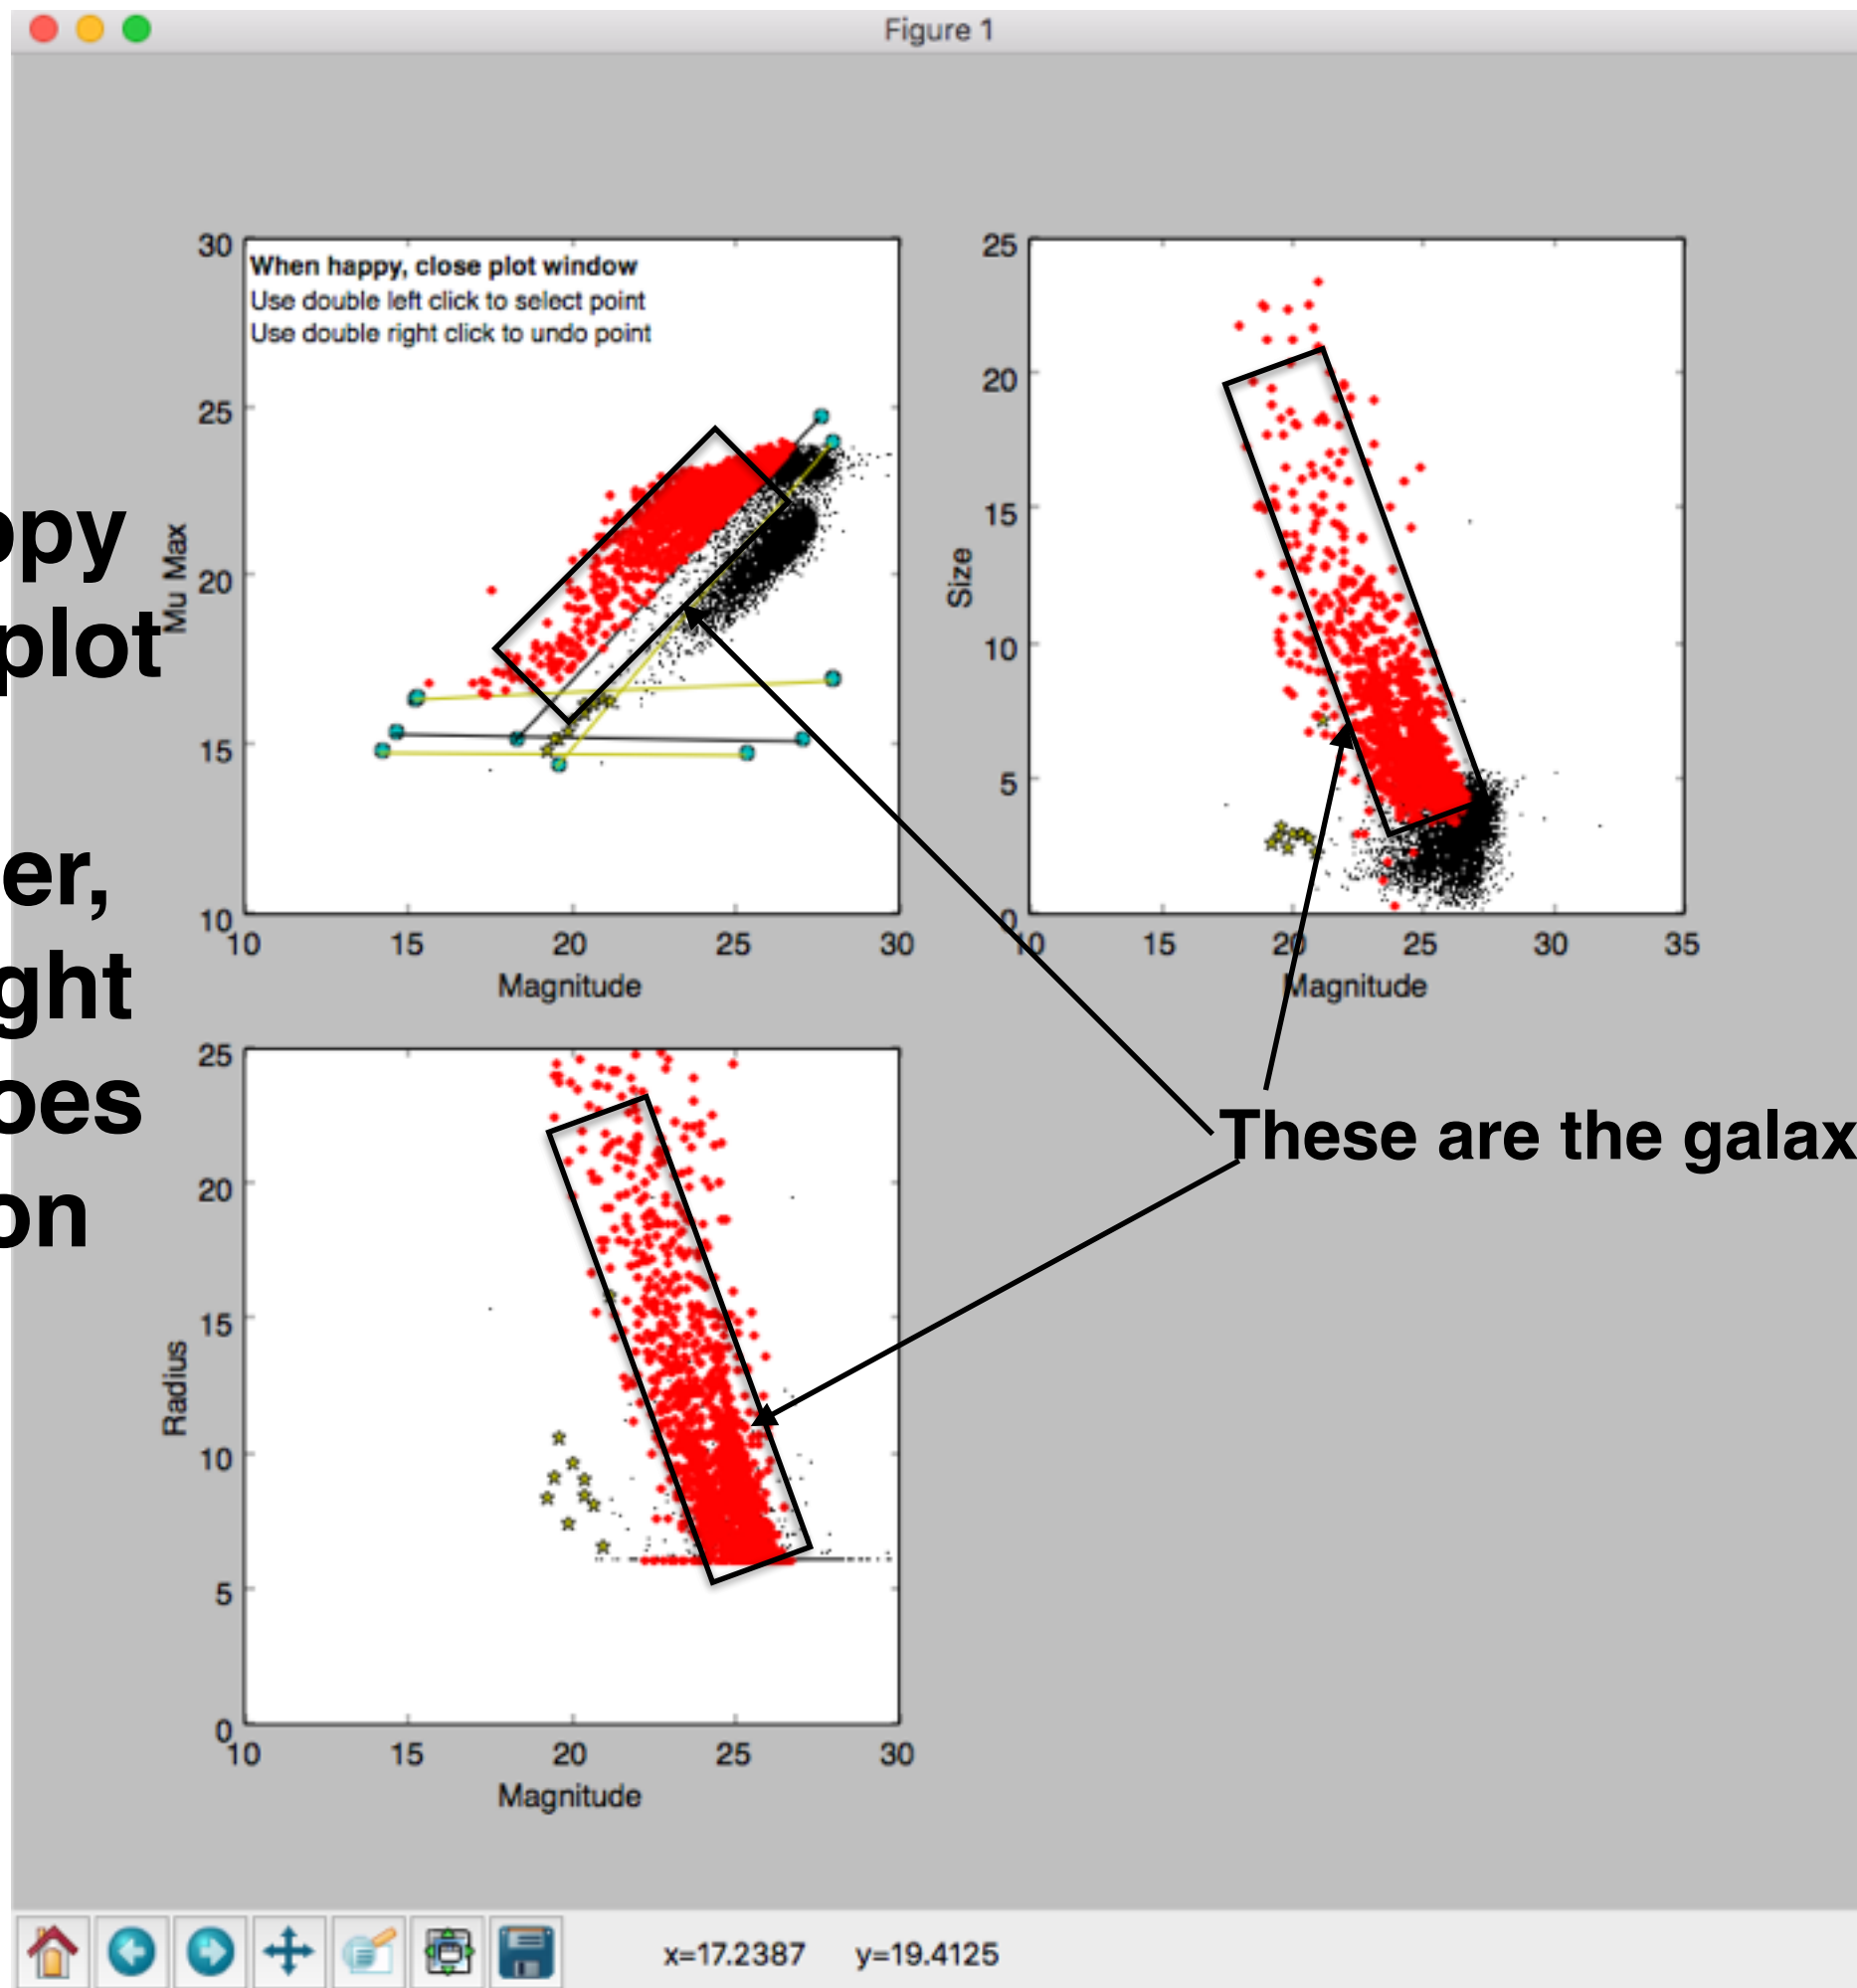 Figure 1
When happy, close plot window
Use double left click to select point
Use double right click to undo point
30
25
20
15
10
Mu Max
10 15 20 25 30
Magnitude
25
20
15
10
5
0
Size
10 15 20 25 30 35
Magnitude
25
20
15
10
5
0
Radius
10 15 20 25 30
Magnitude
ppy
plot
er,
ght
oes
on
These are the galax
x=17.2387 y=19.4125